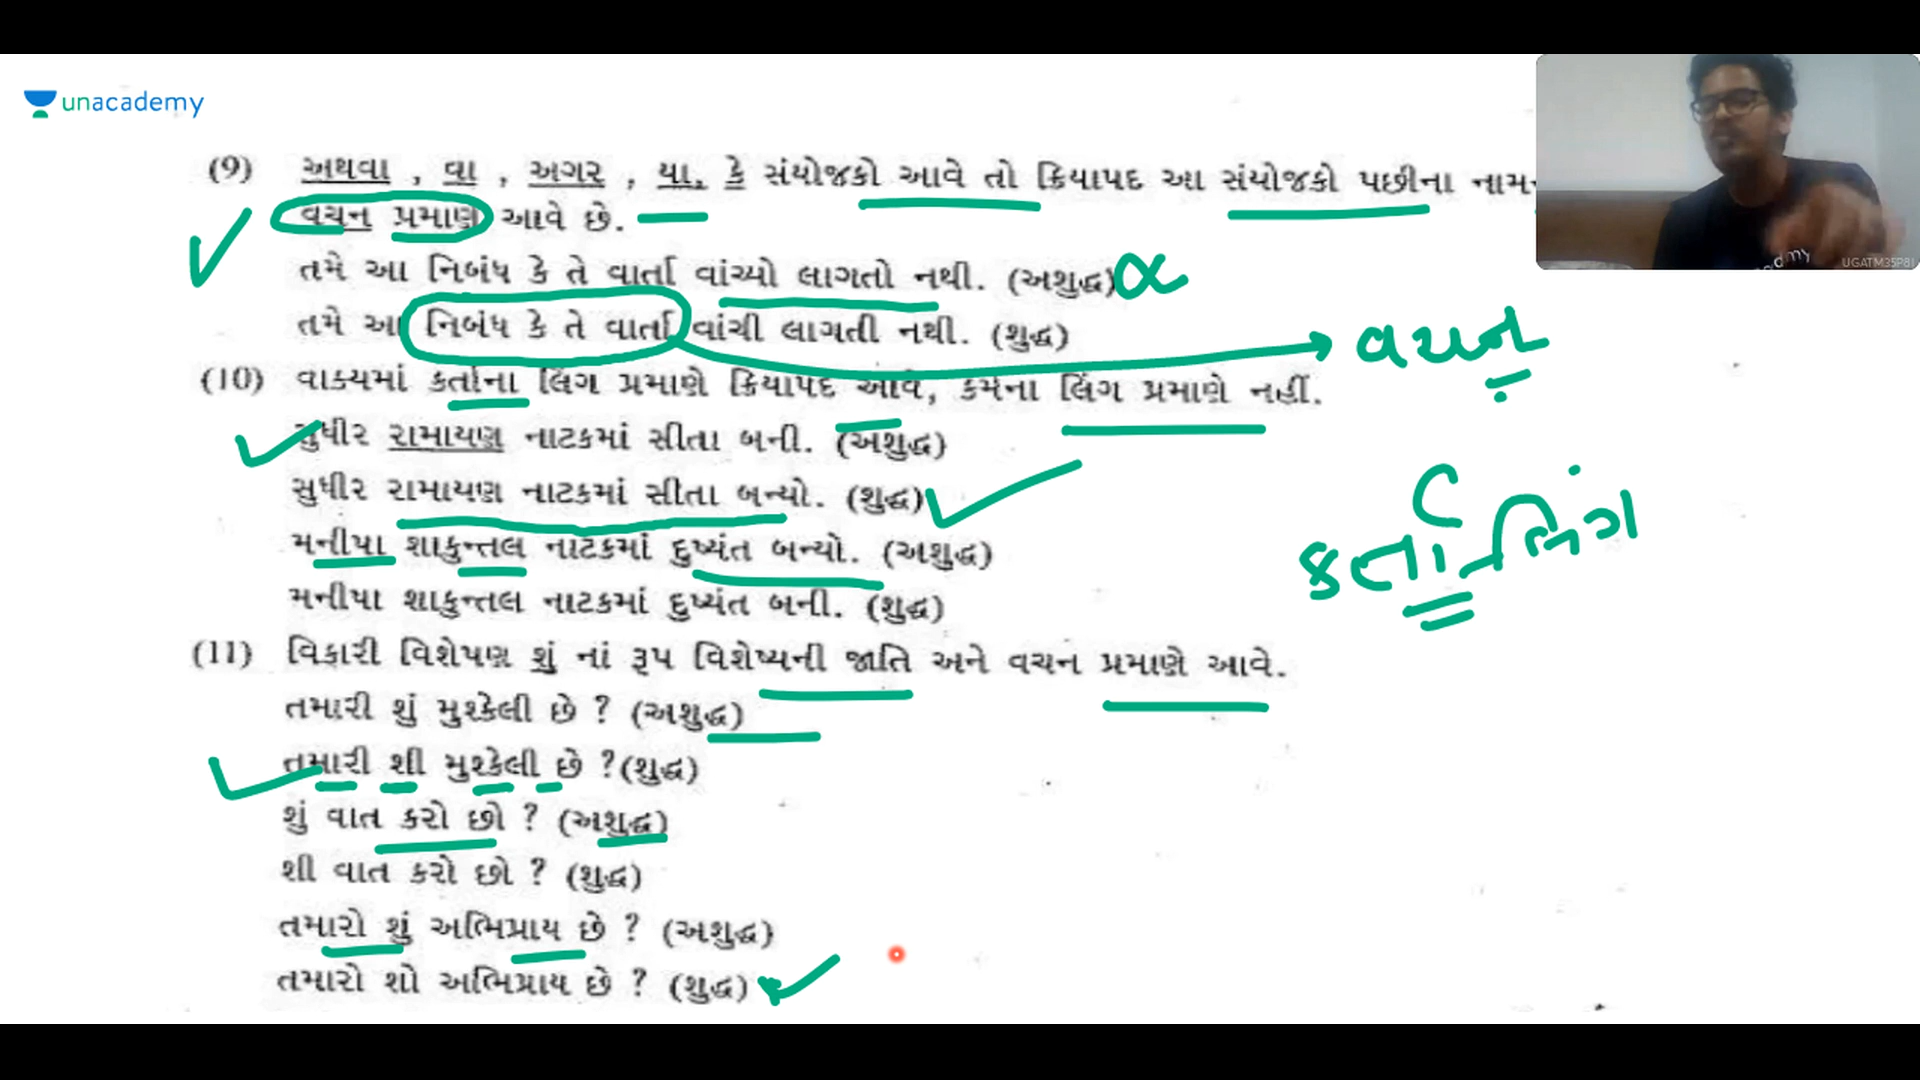 unacademy
(9) અથવા , વા , અગર , યા, કે સંયોજકો આવે તો ક્રિયાપદ આ સંયોજકો પછીના
વચન પ્રમાણે આવે છે.
તમે આ નિબંધ કે તે વાર્તા વાંચ્યો લાગતો નથી. (અશુદ્ધ)
તમે આ નિબંધ કે તે વાર્તા વાંચી લાગતી નથી. (શુદ્ધ)
વચન
(10) વાક્યમાં કર્તાના લિંગ પ્રમાણે ક્રિયાપદ આવે, કર્મના લિંગ પ્રમાણે નહીં.
સુધીર રામાયણ નાટકમાં સીતા બની. (અશુદ્ધ)
સુધીર રામાયણ નાટકમાં સીતા બન્યો. (શુદ્ધ)
કર્તા લિંગ
મનીષા શાકુન્તલ નાટકમાં દુષ્યંત બન્યો. (અશુદ્ધ)
મનીષા શાકુન્તલ નાટકમાં દુષ્યંત બની. (શુદ્ધ)
(11) વિકારી વિશેષણ શું નાં રૂપ વિશેષ્યની જાતિ અને વચન પ્રમાણે આવે.
તમારી શું મુશ્કેલી છે ? (અશુદ્ધ)
તમારી શી મુશ્કેલી છે ?(શુદ્ધ)
શું વાત કરો છો ? (અશુદ્ધ)
શી વાત કરો છો ? (શુદ્ધ)
તમારો શું અભિપ્રાય છે ? (અશુદ્ધ)
તમારો શો અભિપ્રાય છે ? (શુદ્ધ)
UGATM35P8I